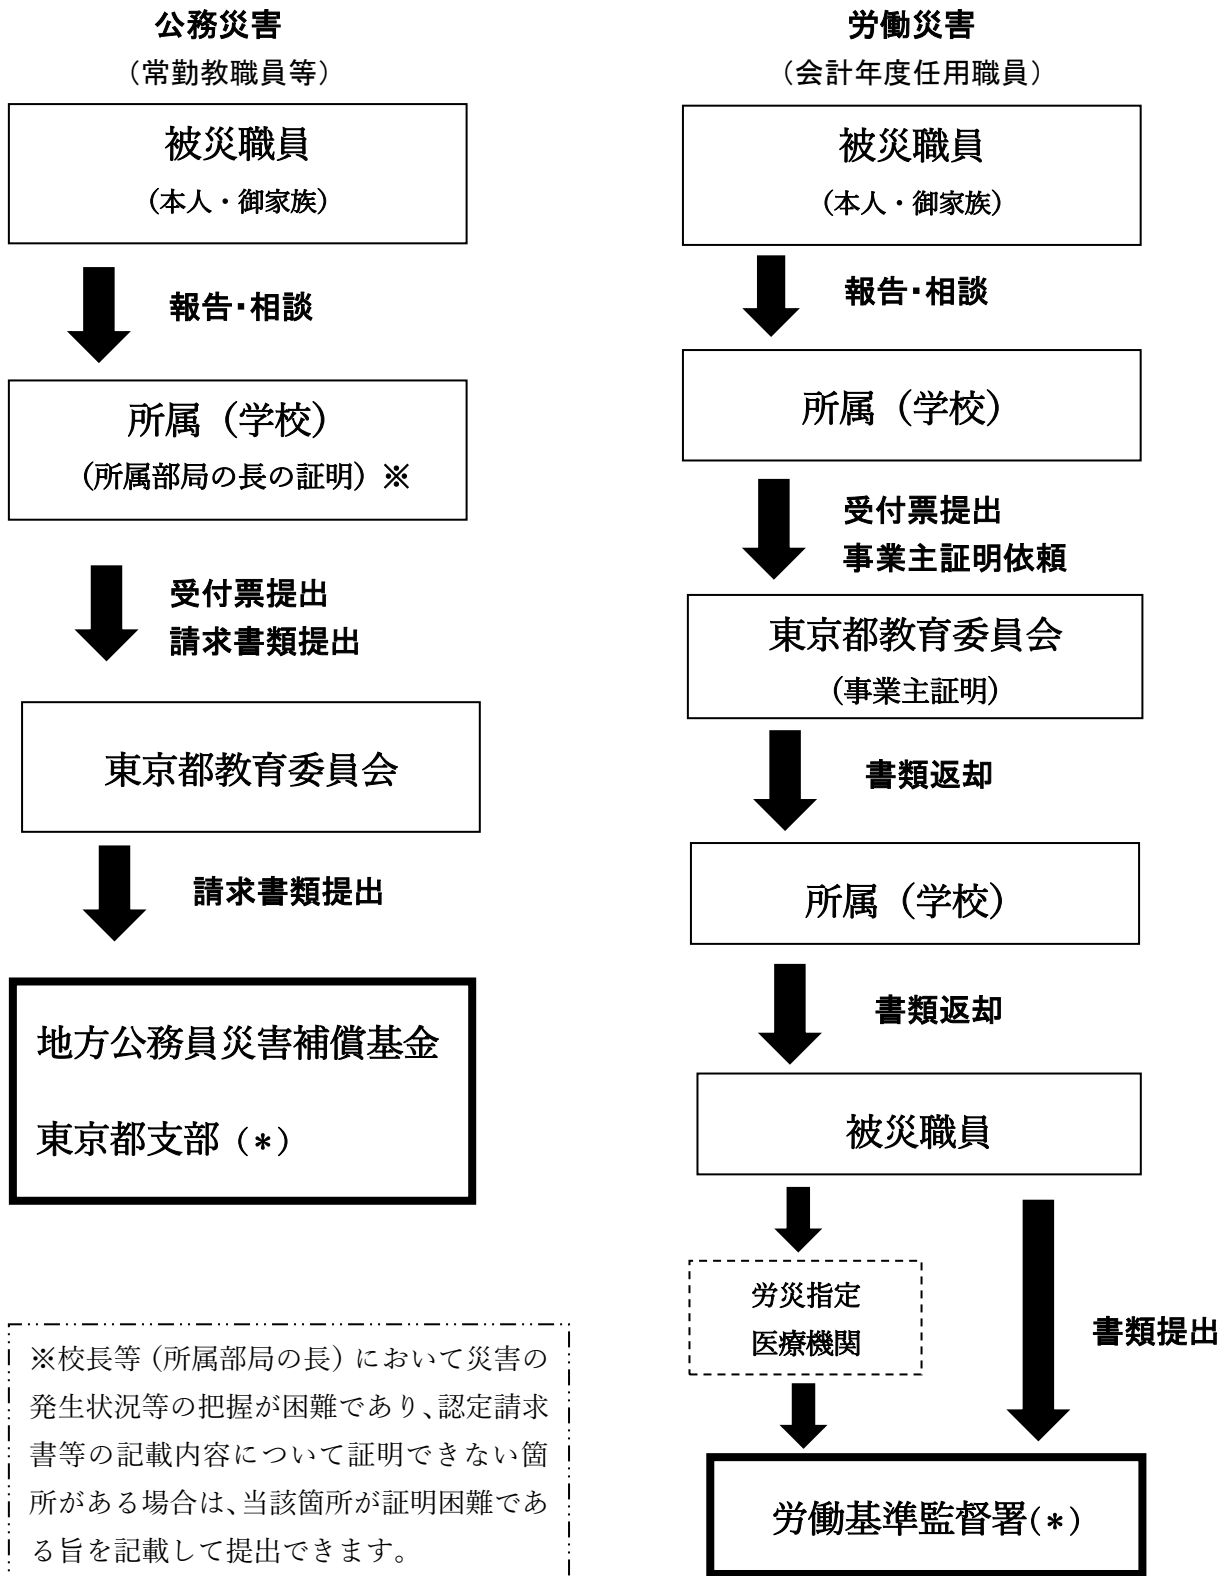 公務災害
（常勤教職員等）
被災職員
（本人・御家族）
報告・相談
所属（学校）
（所属部局の長の証明）※
受付票提出
請求書類提出
東京都教育委員会
請求書類提出
地方公務員災害補償基金
東京都支部（＊）
※校長等（所属部局の長）において災害の
発生状況等の把握が困難であり、認定請求
書等の記載内容について証明できない箇
所がある場合は、当該箇所が証明困難であ
る旨を記載して提出できます。
労働災害
（会計年度任用職員）
被災職員
（本人・御家族）
報告・相談
所属（学校）
受付票提出
事業主証明依頼
東京都教育委員会
（事業主証明）
書類返却
所属（学校）
書類返却
被災職員
労災指定
医療機関
書類提出
労働基準監督署(＊)